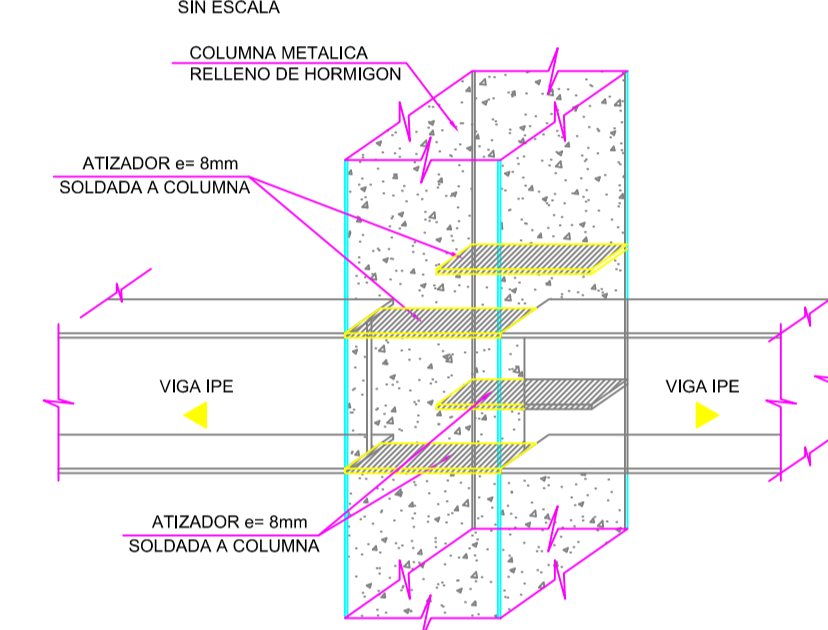 SIN ESCALA
COLUMNA METALICA
RELLENO DE HORMIGON
ATIZADOR e= 8mm
SOLDADA A COLUMNA
VIGA IPE
VIGA IPE
ATIZADOR e= 8mm
SOLDADA A COLUMNA